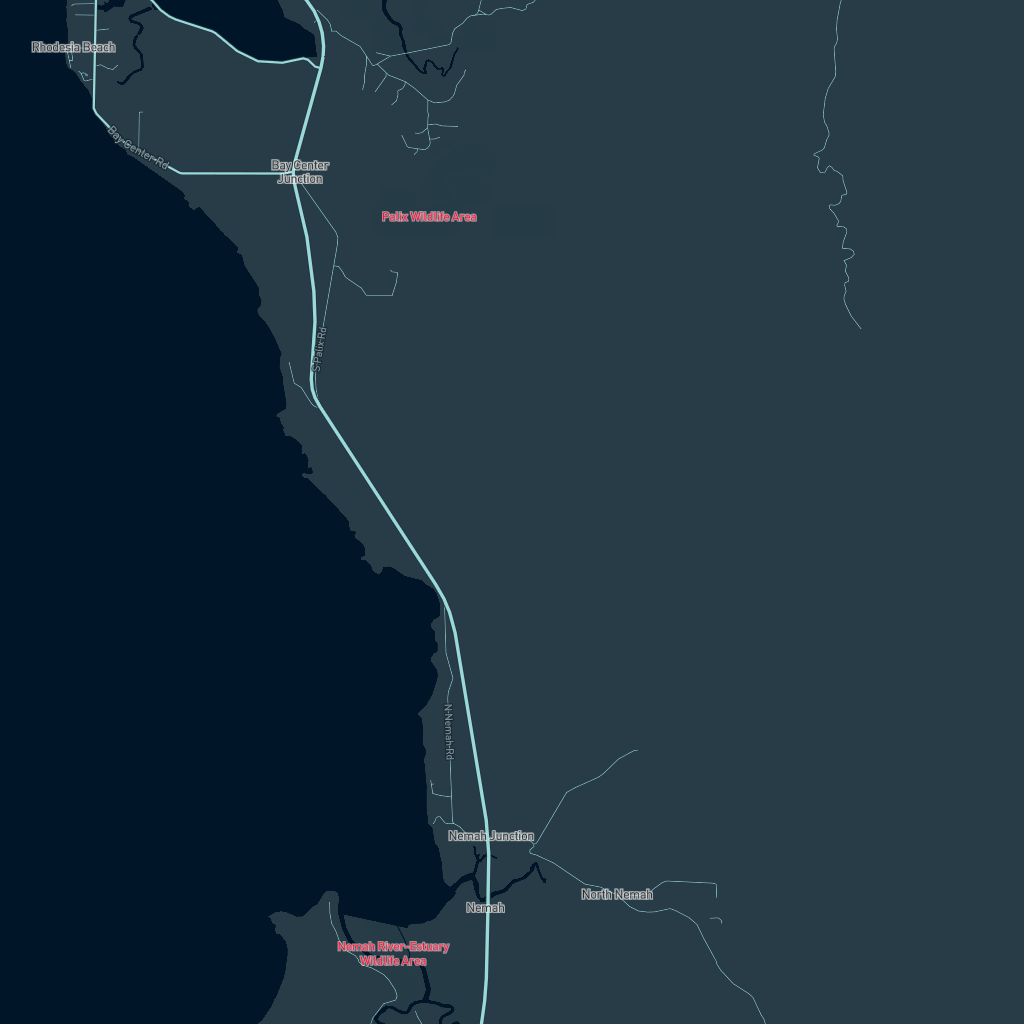 Rhodesia Beach
Bay Center Rd
Bay Center
Junction
Palix Wildlife Area
S Palix Rd
N Nemah Rd
Nemah Junction
North Nemah
Nemah
Nemah River-Estuary
Wildlife Area